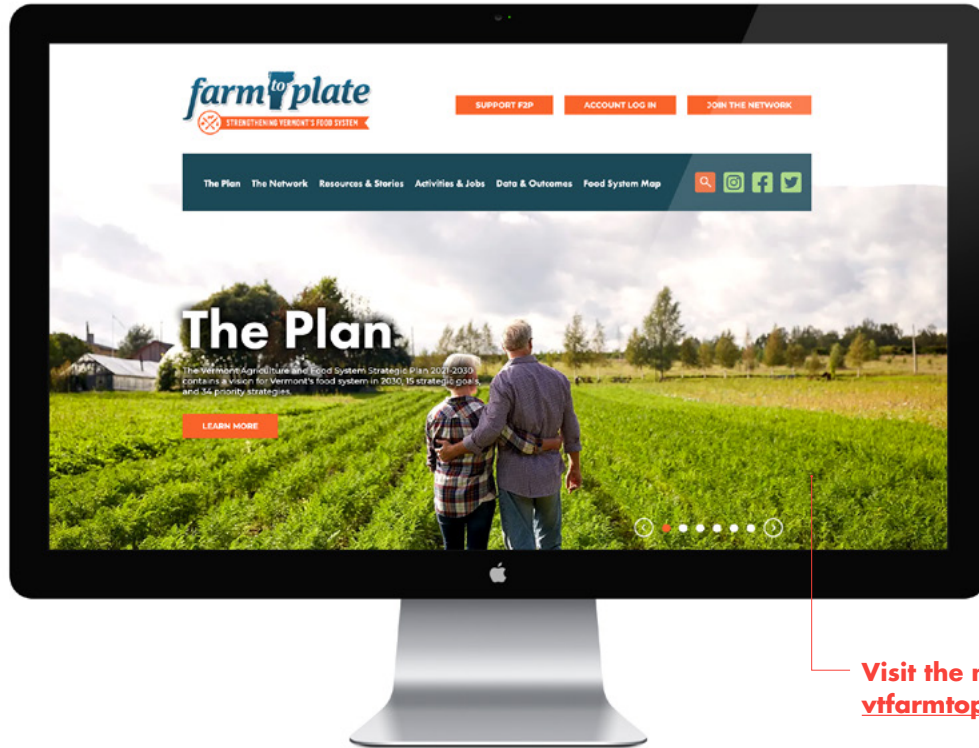 farm to plate
STRENGTHENING VERMONT'S FOOD SYSTEM
SUPPORT F2P ACCOUNT LOG IN JOIN THE NETWORK
The Plan The Network Resources & Stories Activities & Jobs Data & Outcomes Food System Map
The Plan
The Vermont Agriculture and Food System Strategic Plan 2021-2030
contains a vision for Vermont's food system in 2030, 15 strategic goals,
and 34 priority strategies.
LEARN MORE
Visit the
vtfarmtop